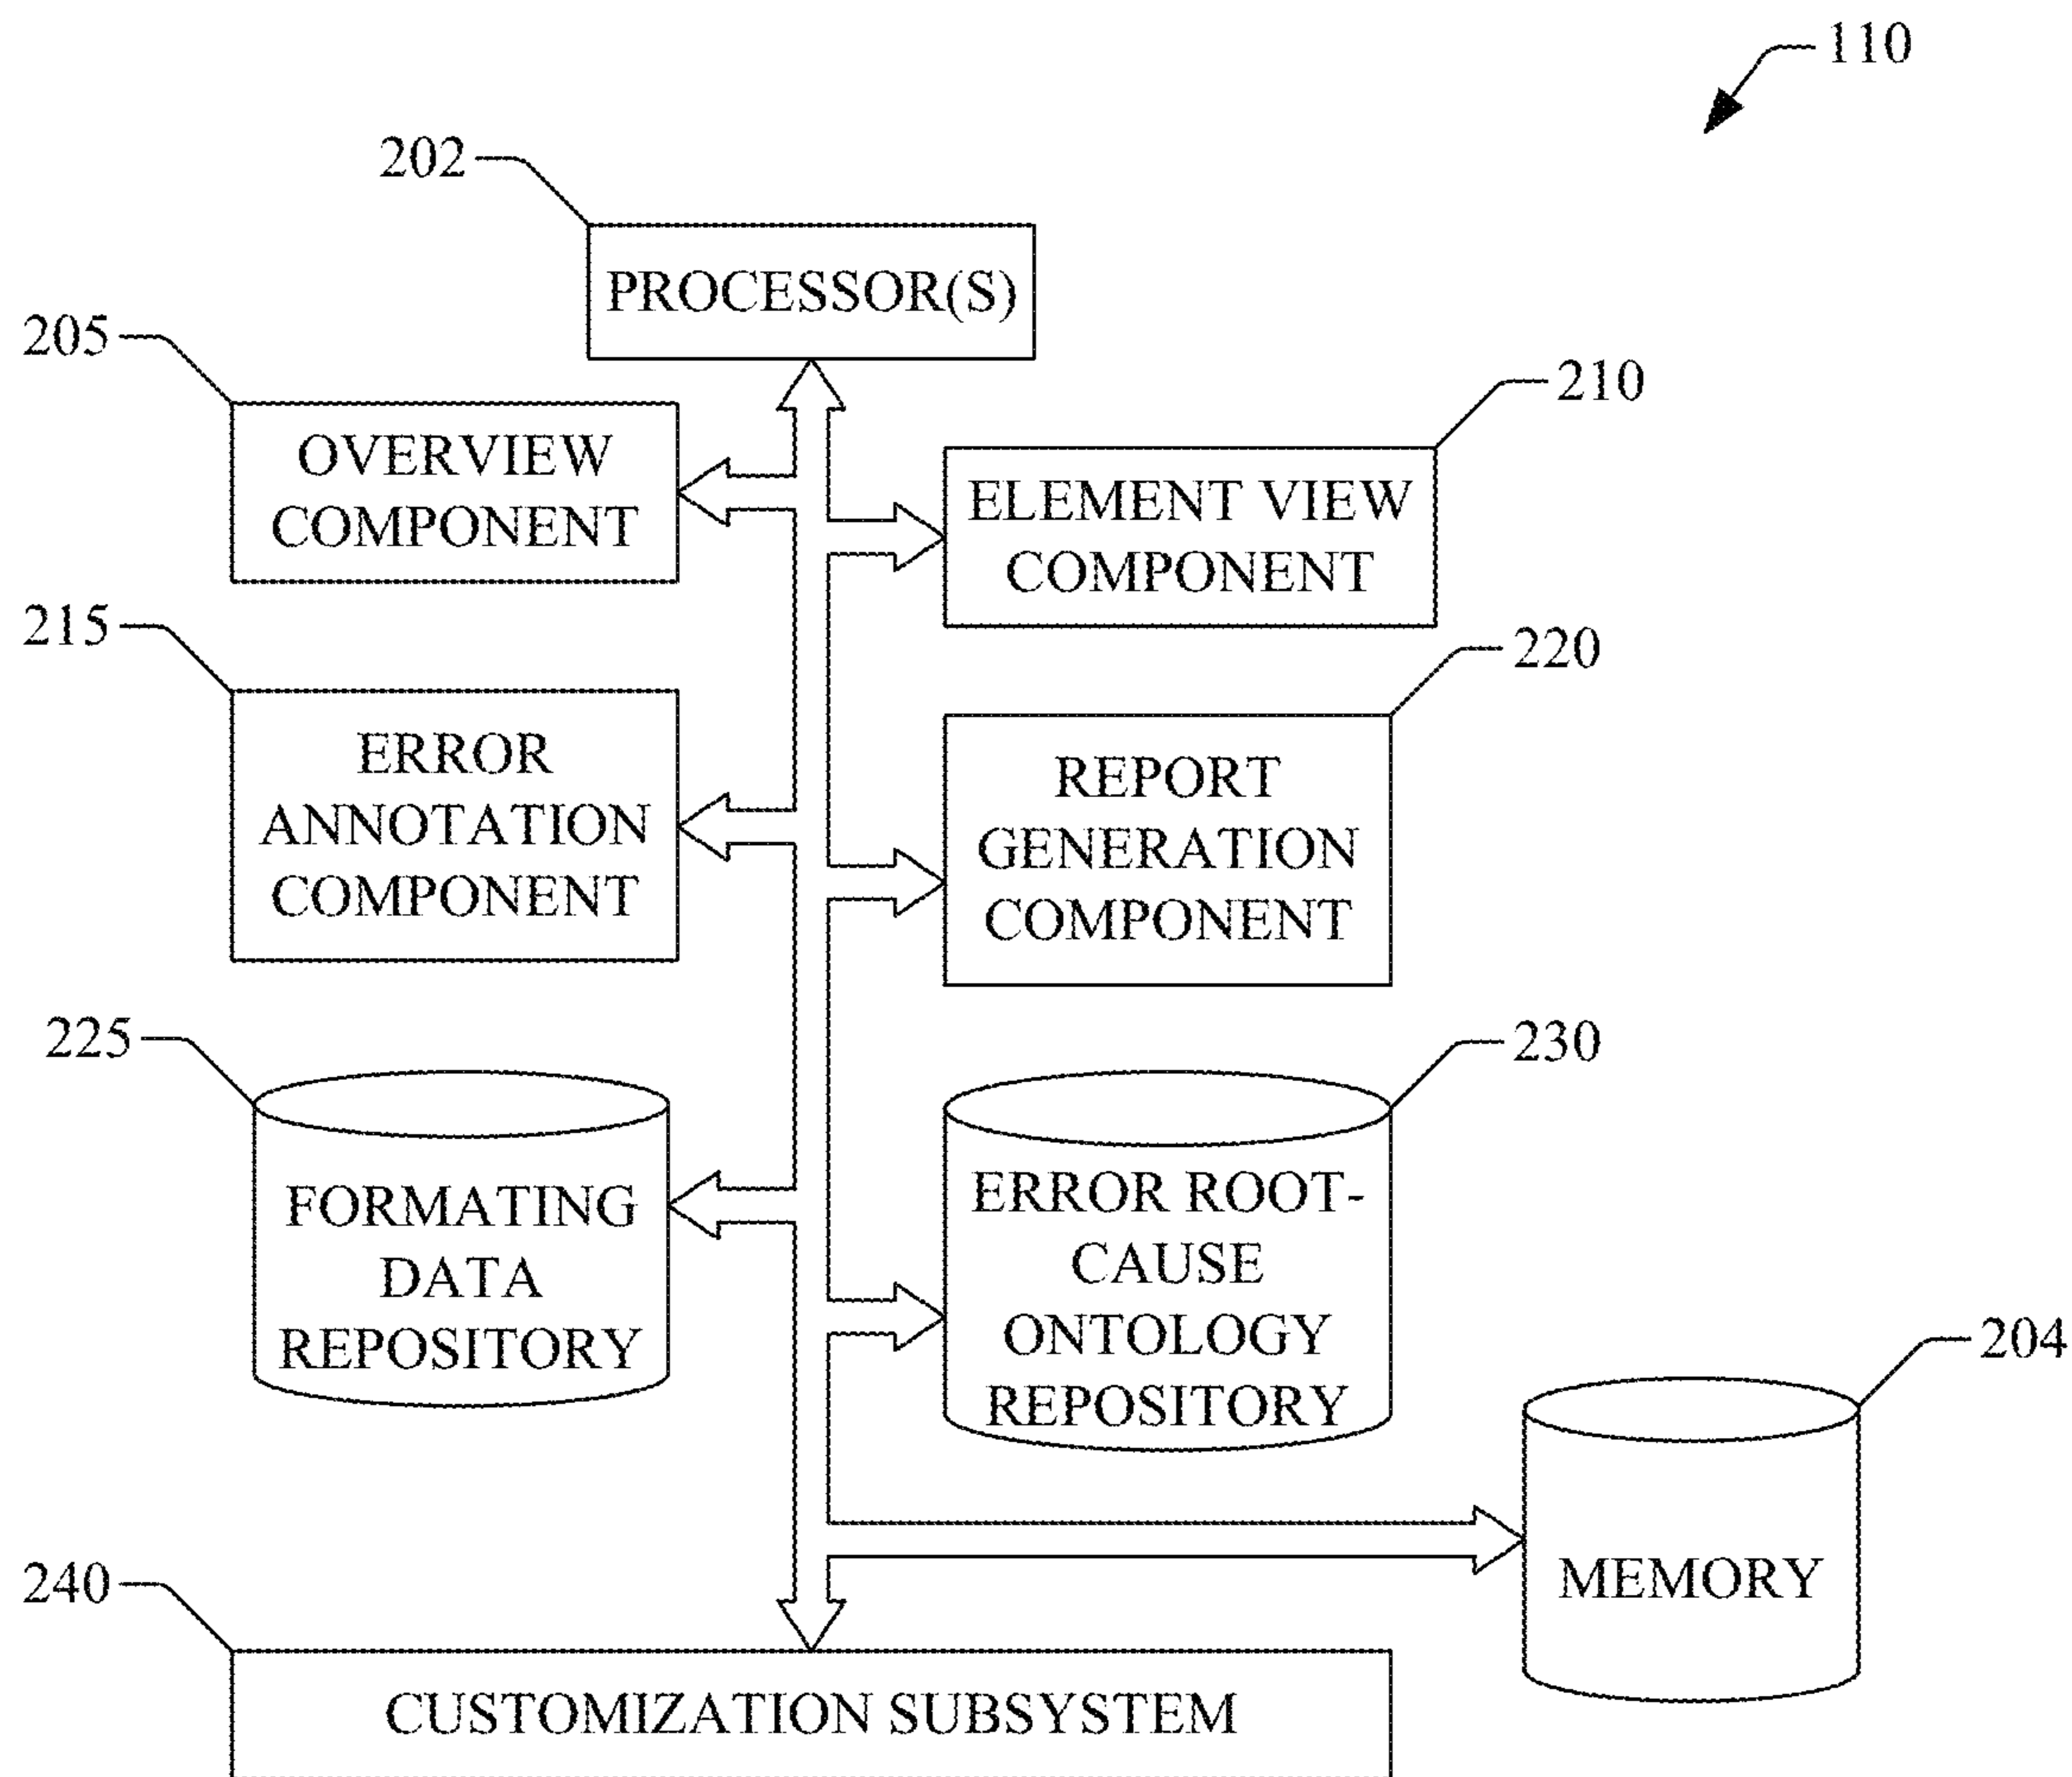 110
202
PROCESSOR(S)
205
OVERVIEW
COMPONENT
210
ELEMENT VIEW
COMPONENT
215
ERROR
ANNOTATION
COMPONENT
220
REPORT
GENERATION
COMPONENT
225
FORMATING
DATA
REPOSITORY
230
ERROR ROOT-
CAUSE
ONTOLOGY
REPOSITORY
204
MEMORY
240
CUSTOMIZATION SUBSYSTEM